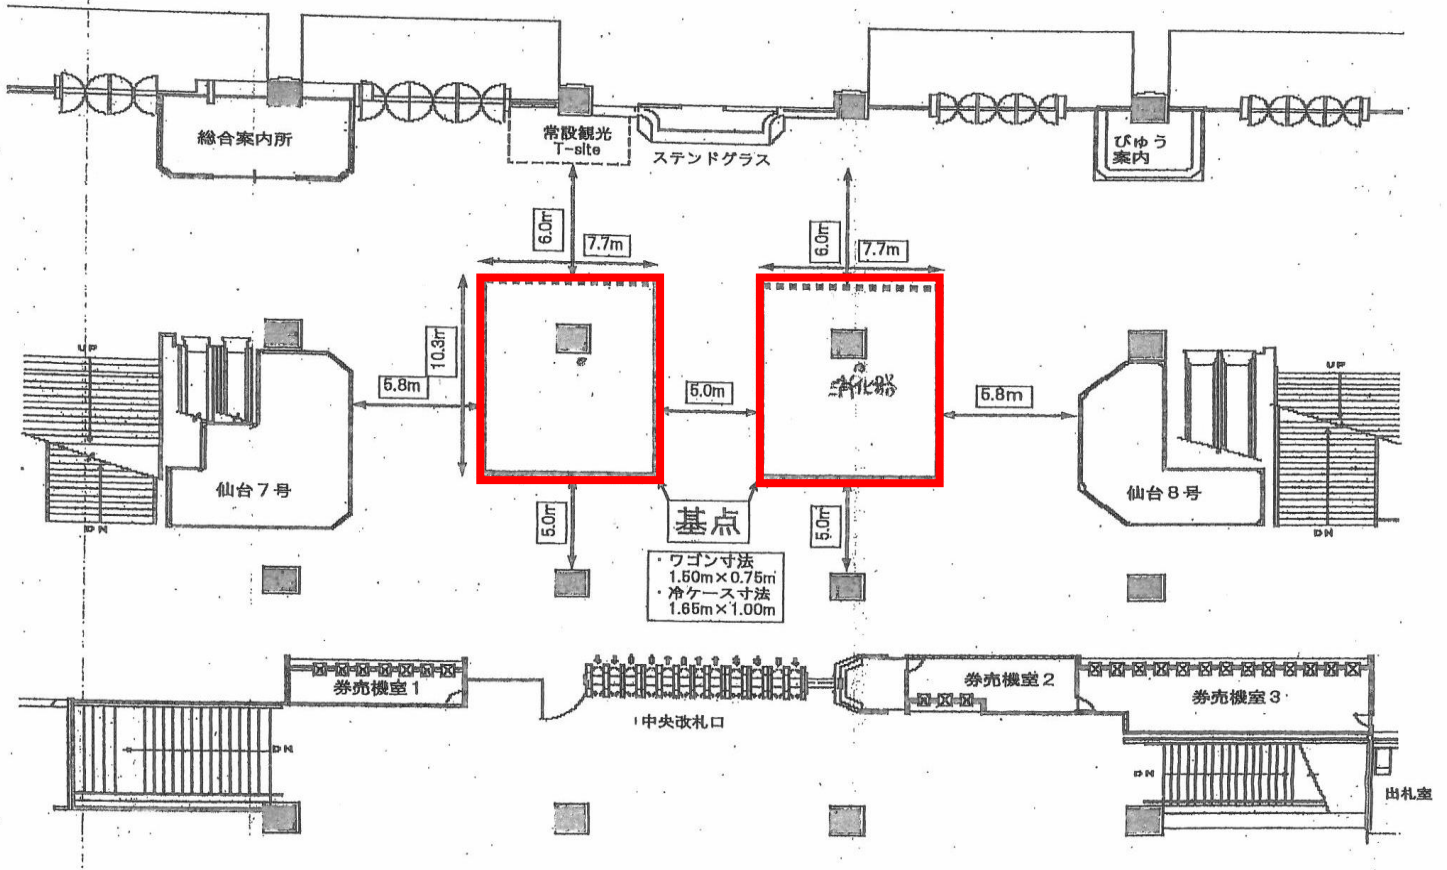 総合案内所
常設観光
T-site
ステンドグラス
びゅう
案内
6.0m
7.7m
6.0m
7.7m
10.3m
5.8m
5.0m
5.8m
UP
UP
仙台7号
仙台8号
DN
DN
5.0m
基点
5.0m
・ワゴン寸法
1.50m×0.75m
・冷ケース寸法
1.65m×1.00m
券売機室1
中央改札口
券売機室2
券売機室3
DN
DN
出札室